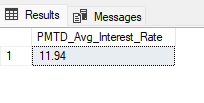 Results Messages
PMTD_Avg_Interest_Rate
1 11.94